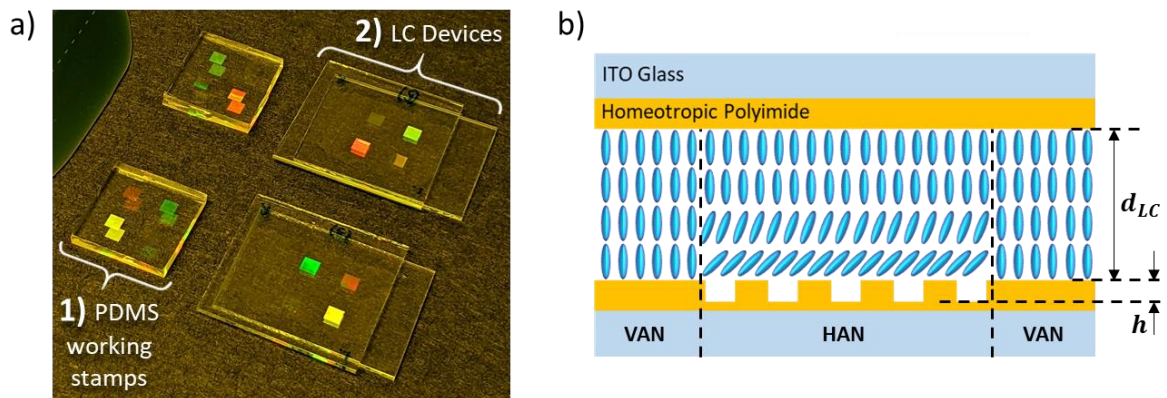 a)
2) LC Devices
1) PDMS
working
stamps
b)
ITO Glass
Homeotropic Polyimide
d_LC
h
VAN
HAN
VAN